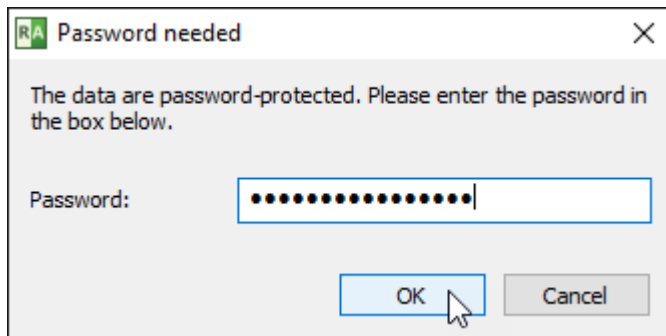 RA Password needed
The data are password-protected. Please enter the password in
the box below.
Password: ••••••••••••••••
OK Cancel